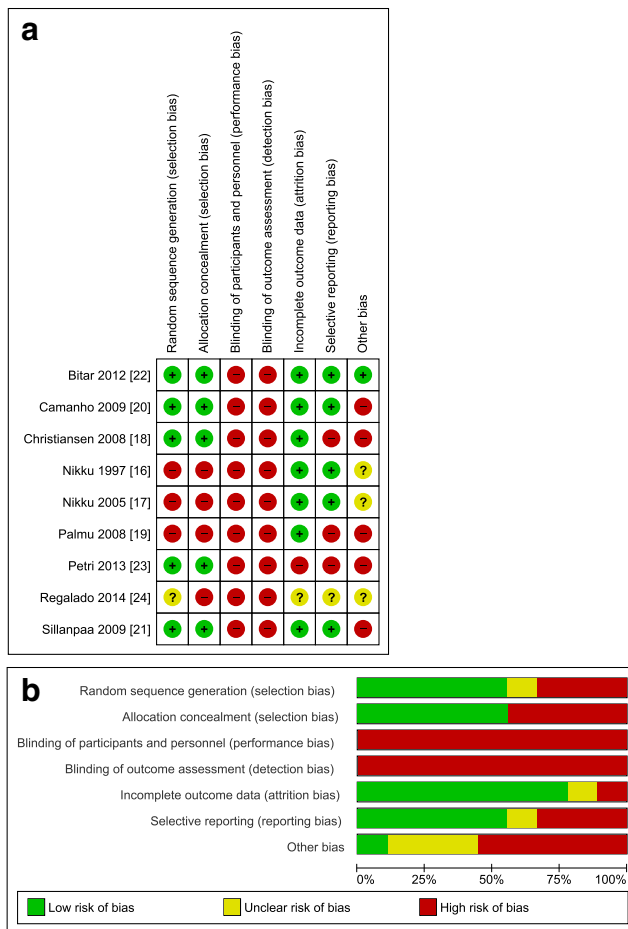 a
Random sequence generation (selection bias)
Allocation concealment (selection bias)
Blinding of participants and personnel (performance bias)
Blinding of outcome assessment (detection bias)
Incomplete outcome data (attrition bias)
Selective reporting (reporting bias)
Other bias
Bitar 2012 [22] + + − − + + +
Camanho 2009 [20] + + − − + + −
Christiansen 2008 [18] + + − − + − −
Nikku 1997 [16] − − − − + + ?
Nikku 2005 [17] − − − − + + ?
Palmu 2008 [19] − − − − + − −
Petri 2013 [23] + + − − − − −
Regalado 2014 [24] ? − − − ? ? ?
Sillanpaa 2009 [21] + + − − + + −
b
Random sequence generation (selection bias)
Allocation concealment (selection bias)
Blinding of participants and personnel (performance bias)
Blinding of outcome assessment (detection bias)
Incomplete outcome data (attrition bias)
Selective reporting (reporting bias)
Other bias
0% 25% 50% 75% 100%
Low risk of bias Unclear risk of bias High risk of bias